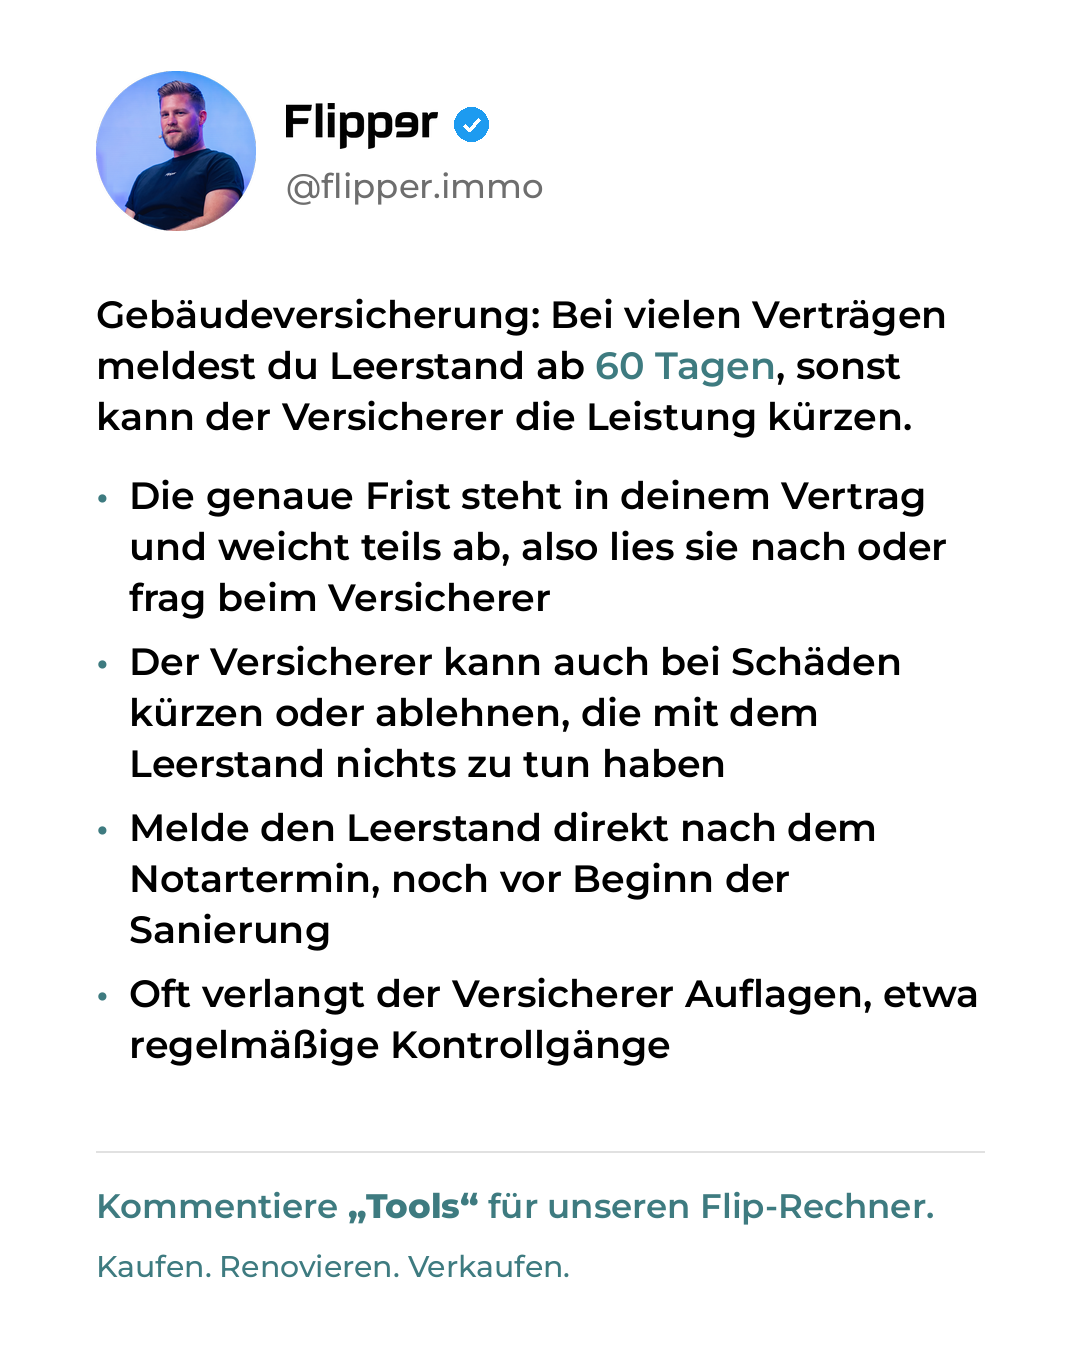 Flipper
@flipper.immo
Gebäudeversicherung: Bei vielen Verträgen
meldest du Leerstand ab 60 Tagen, sonst
kann der Versicherer die Leistung kürzen.
• Die genaue Frist steht in deinem Vertrag
und weicht teils ab, also lies sie nach oder
frag beim Versicherer
• Der Versicherer kann auch bei Schäden
kürzen oder ablehnen, die mit dem
Leerstand nichts zu tun haben
• Melde den Leerstand direkt nach dem
Notartermin, noch vor Beginn der
Sanierung
• Oft verlangt der Versicherer Auflagen, etwa
regelmäßige Kontrollgänge
Kommentiere „Tools“ für unseren Flip-Rechner.
Kaufen. Renovieren. Verkaufen.